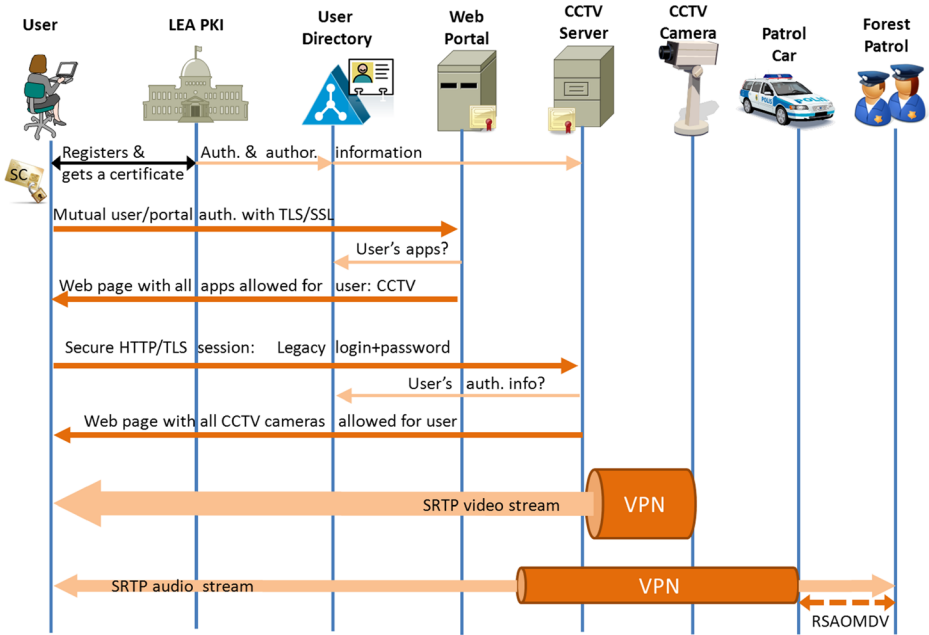 User
LEA PKI
User
Directory
Web
Portal
CCTV
Server
CCTV
Camera
Patrol
Car
Forest
Patrol
POLIS
POLIS
SC
Registers &
gets a certificate
Auth. & author. information
Mutual user/portal auth. with TLS/SSL
User's apps?
Web page with all apps allowed for user: CCTV
Secure HTTP/TLS session: Legacy login+password
User's auth. info?
Web page with all CCTV cameras allowed for user
SRTP video stream
VPN
SRTP audio stream
VPN
RSAOMDV